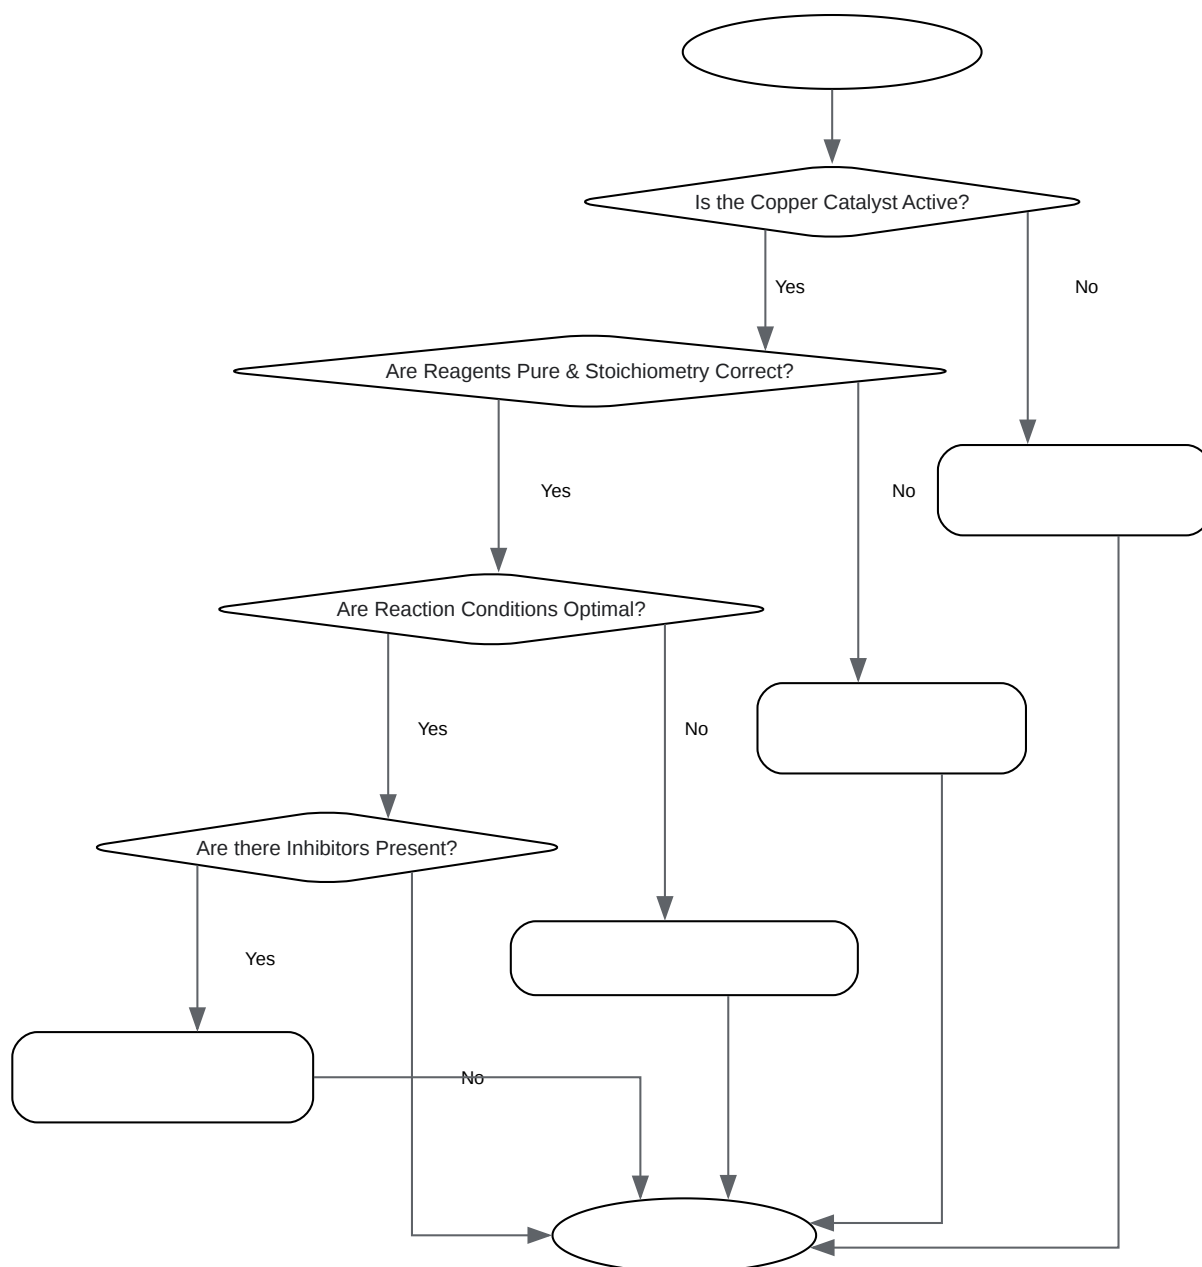 Is the Copper Catalyst Active?
Yes
No
Are Reagents Pure & Stoichiometry Correct?
Yes
No
Are Reaction Conditions Optimal?
Yes
No
Are there Inhibitors Present?
Yes
No